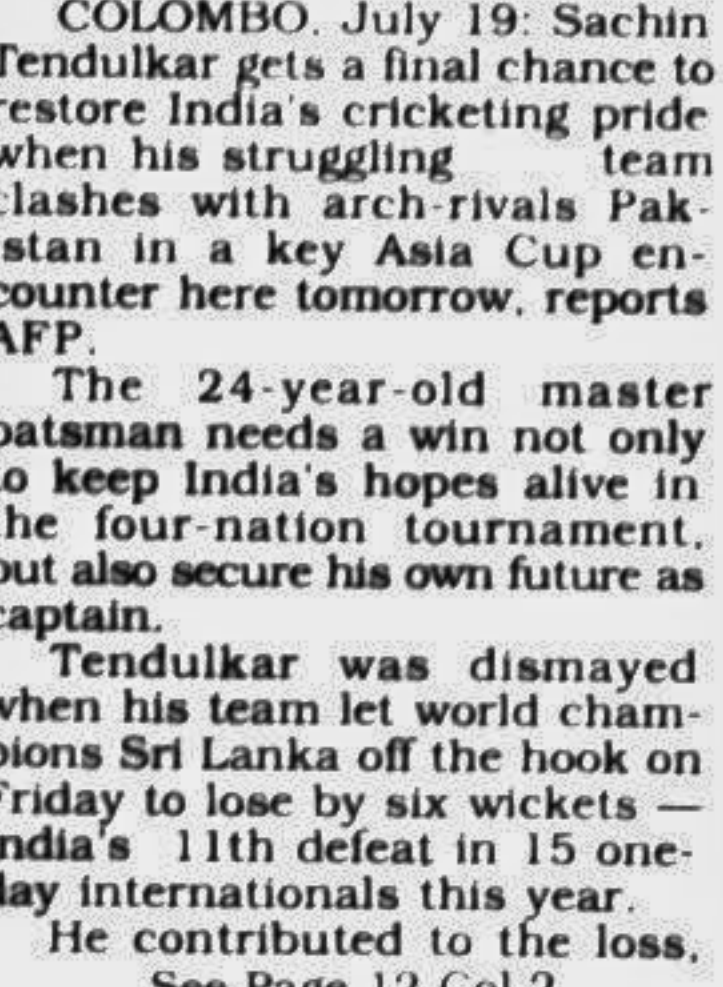 COLOMBO, July 19: Sachin
Tendulkar gets a final chance to
restore India's cricketing pride
when his struggling team
clashes with arch-rivals Pak-
istan in a key Asia Cup en-
counter here tomorrow, reports
AFP.
The 24-year-old master
batsman needs a win not only
to keep India's hopes alive in
the four-nation tournament,
but also secure his own future as
captain.
Tendulkar was dismayed
when his team let world cham-
pions Sri Lanka off the hook on
Friday to lose by six wickets —
India's 11th defeat in 15 one-
day internationals this year.
He contributed to the loss,
See Page 12 Col 2